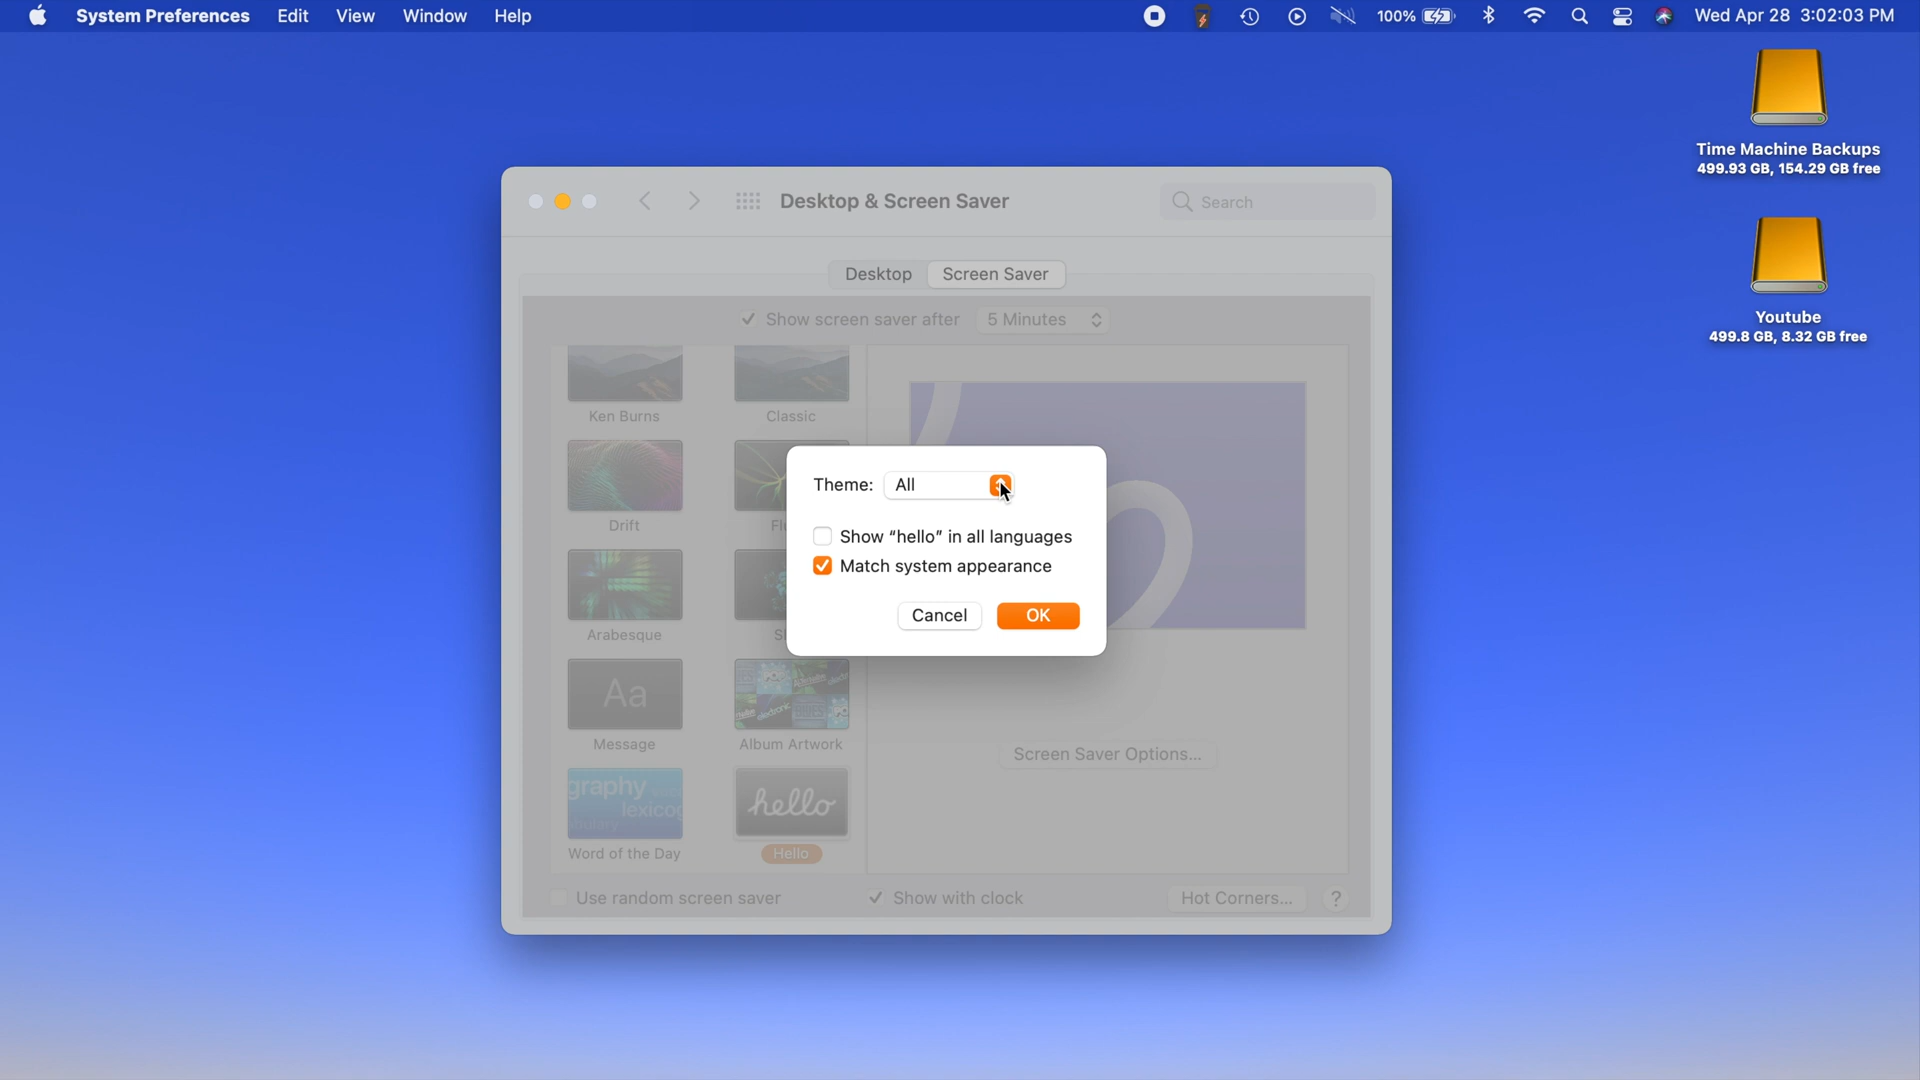 System Preferences Edit View Window Help 100% Wed Apr 28 3:02:03 PM
Time Machine Backups
499.93 GB, 154.29 GB free
Youtube
499.8 GB, 8.32 GB free
Desktop & Screen Saver Search
Desktop Screen Saver
Show screen saver after 5 Minutes
Ken Burns Classic
Drift
Arabesque
Aa
Message Album Artwork
hello
Word of the Day Hello
Theme: All
Show “hello” in all languages
Match system appearance
Cancel OK
Screen Saver Options...
Use random screen saver Show with clock Hot Corners... ?